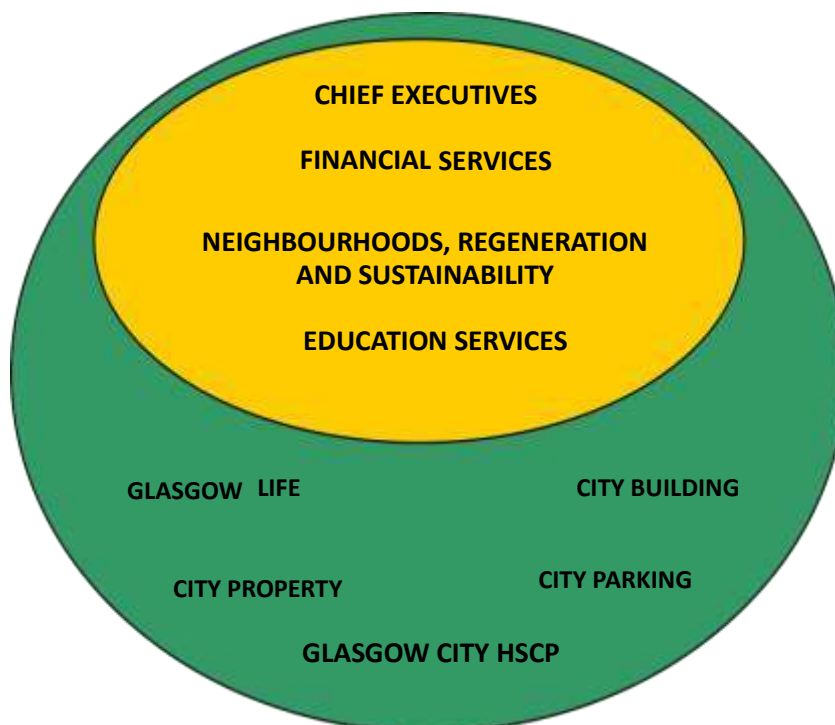 CHIEF EXECUTIVES
FINANCIAL SERVICES
NEIGHBOURHOODS, REGENERATION
AND SUSTAINABILITY
EDUCATION SERVICES
GLASGOW LIFE
CITY BUILDING
CITY PROPERTY
CITY PARKING
GLASGOW CITY HSCP